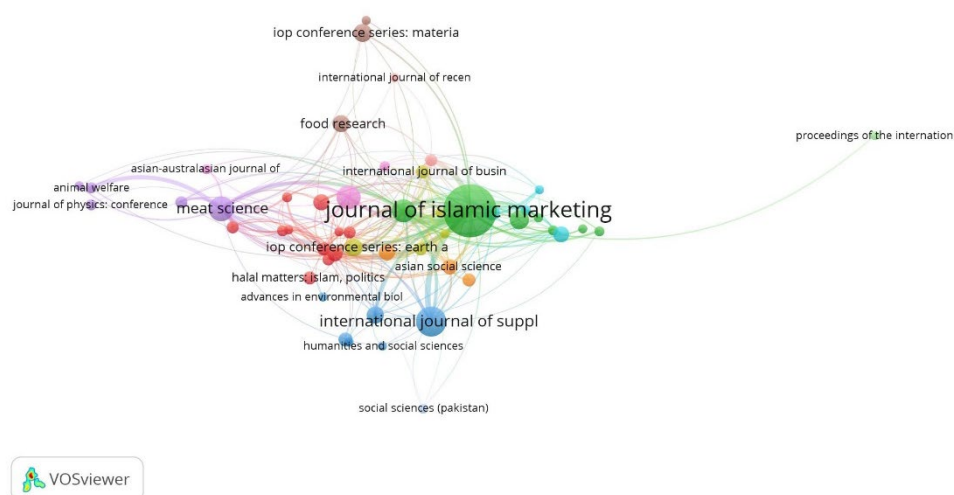 iop conference series: materia
international journal of recen
food research
proceedings of the internation
asian-australasian journal of
international journal of busin
animal welfare
journal of physics: conference
meat science
journal of islamic marketing
iop conference series: earth a
asian social science
halal matters: islam, politics
advances in environmental biol
international journal of suppl
humanities and social sciences
social sciences (pakistan)
VOSviewer